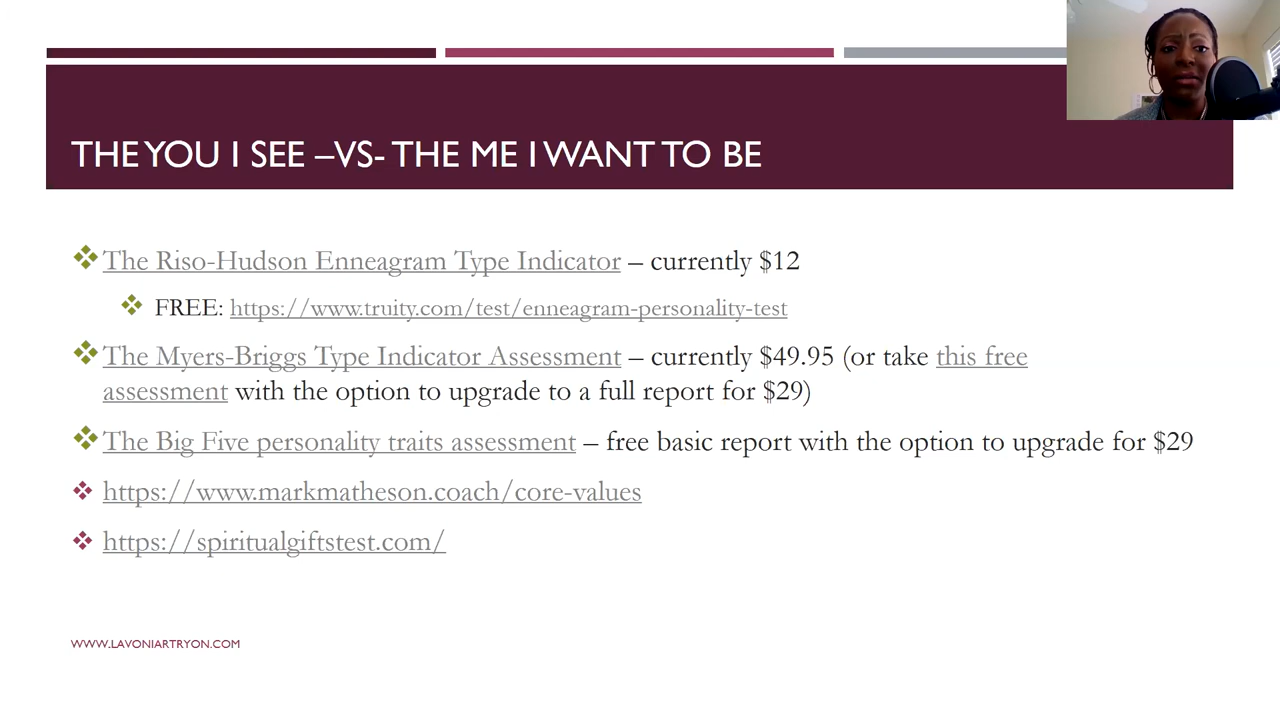 THE YOU I SEE –VS- THE ME I WANT TO BE
The Riso-Hudson Enneagram Type Indicator – currently $12
FREE: https://www.truity.com/test/enneagram-personality-test
The Myers-Briggs Type Indicator Assessment – currently $49.95 (or take this free
assessment with the option to upgrade to a full report for $29)
The Big Five personality traits assessment – free basic report with the option to upgrade for $29
https://www.markmatheson.coach/core-values
https://spiritualgiftstest.com/
WWW.LAVONIARTRYON.COM